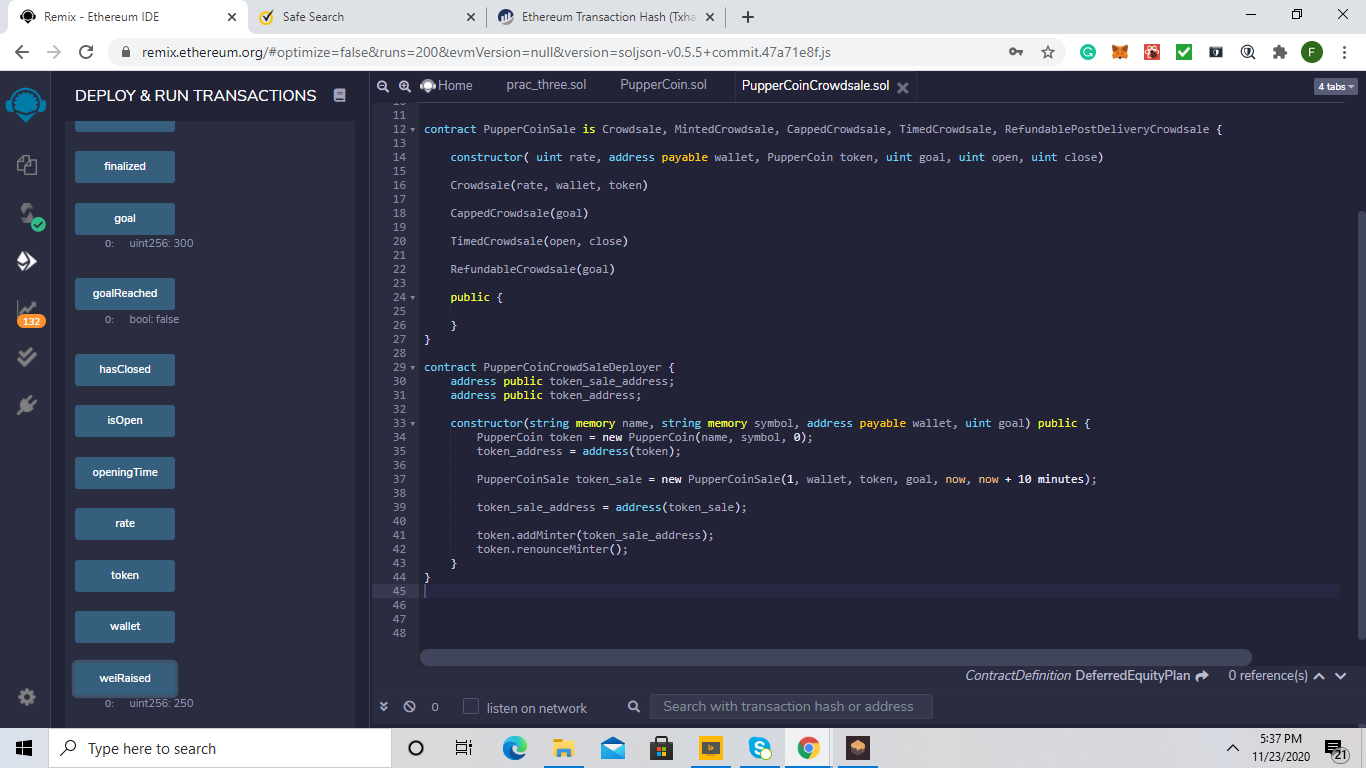 Remix - Ethereum IDE
Safe Search
Ethereum Transaction Hash (Txha
remix.ethereum.org/#optimize=false&runs=200&evmVersion=null&version=soljson-v0.5.5+commit.47a71e8f.js
F
DEPLOY & RUN TRANSACTIONS
Home
prac_three.sol
PupperCoin.sol
PupperCoinCrowdsale.sol
4 tabs
finalized
goal
0: uint256: 300
goalReached
0: bool: false
hasClosed
isOpen
openingTime
rate
token
wallet
weiRaised
0: uint256: 250
132
10
11
12 contract PupperCoinSale is Crowdsale, MintedCrowdsale, CappedCrowdsale, TimedCrowdsale, RefundablePostDeliveryCrowdsale {
13
14 constructor( uint rate, address payable wallet, PupperCoin token, uint goal, uint open, uint close)
15
16 Crowdsale(rate, wallet, token)
17
18 CappedCrowdsale(goal)
19
20 TimedCrowdsale(open, close)
21
22 RefundableCrowdsale(goal)
23
24 public {
25
26 }
27 }
28
29 contract PupperCoinCrowdSaleDeployer {
30 address public token_sale_address;
31 address public token_address;
32
33 constructor(string memory name, string memory symbol, address payable wallet, uint goal) public {
34 PupperCoin token = new PupperCoin(name, symbol, 0);
35 token_address = address(token);
36
37 PupperCoinSale token_sale = new PupperCoinSale(1, wallet, token, goal, now, now + 10 minutes);
38
39 token_sale_address = address(token_sale);
40
41 token.addMinter(token_sale_address);
42 token.renounceMinter();
43 }
44 }
45
46
47
48
ContractDefinition DeferredEquityPlan 0 reference(s)
0 listen on network Search with transaction hash or address
Type here to search
5:37 PM
11/23/2020
21